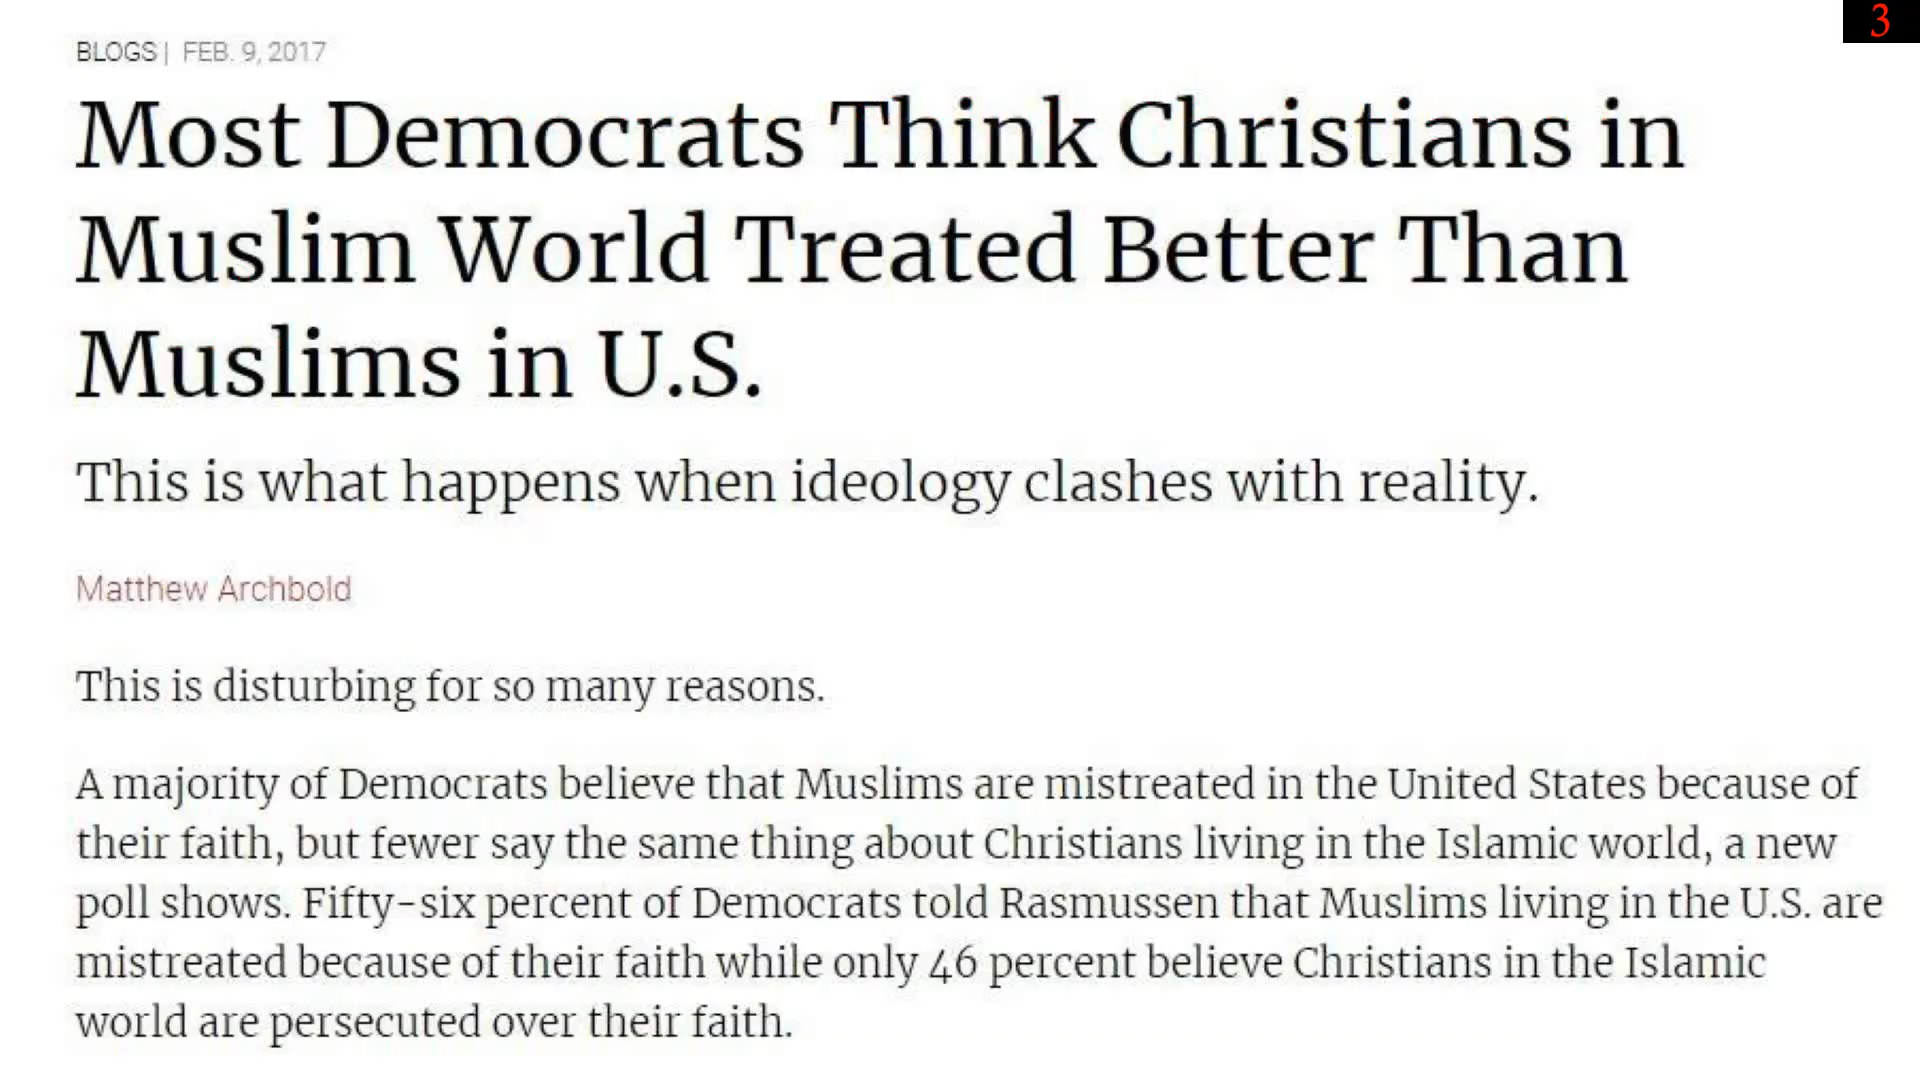 BLOGS | FEB. 9, 2017
3
Most Democrats Think Christians in
Muslim World Treated Better Than
Muslims in U.S.
This is what happens when ideology clashes with reality.
Matthew Archbold
This is disturbing for so many reasons.
A majority of Democrats believe that Muslims are mistreated in the United States because of
their faith, but fewer say the same thing about Christians living in the Islamic world, a new
poll shows. Fifty-six percent of Democrats told Rasmussen that Muslims living in the U.S. are
mistreated because of their faith while only 46 percent believe Christians in the Islamic
world are persecuted over their faith.